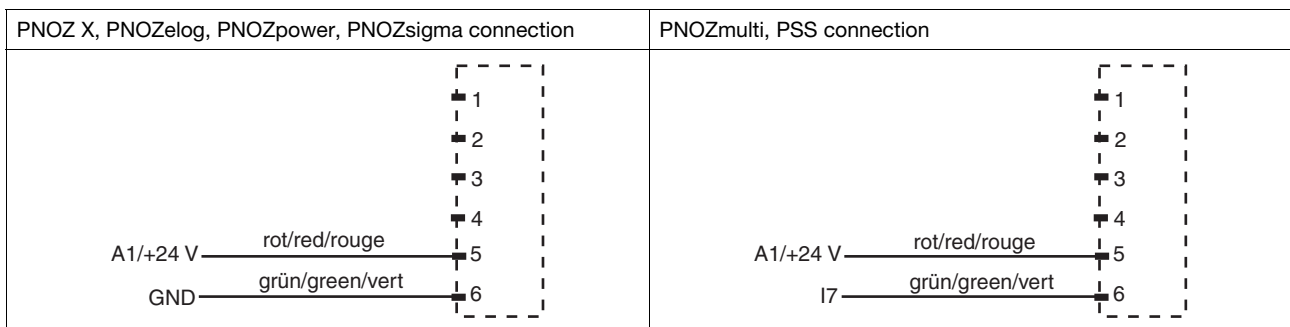 PNOZ X, PNOZelog, PNOZpower, PNOZsigma connection
1
2
3
4
A1/+24 V rot/red/rouge 5
GND grün/green/vert 6
PNOZmulti, PSS connection
1
2
3
4
A1/+24 V rot/red/rouge 5
I7 grün/green/vert 6